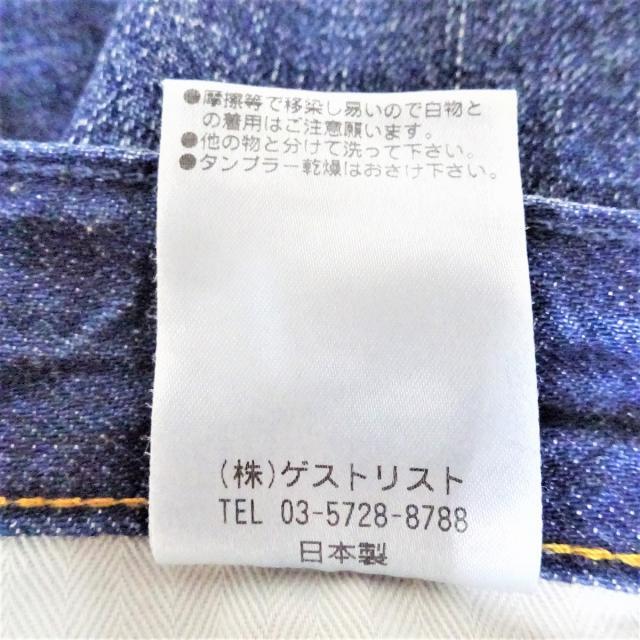 ●摩擦等で移染し易いので白物と
の着用はご注意願います。
●他の物と分けて洗って下さい。
●タンブラー乾燥はおさけ下さい。
(株)ゲストリスト
TEL 03-5728-8788
日本製